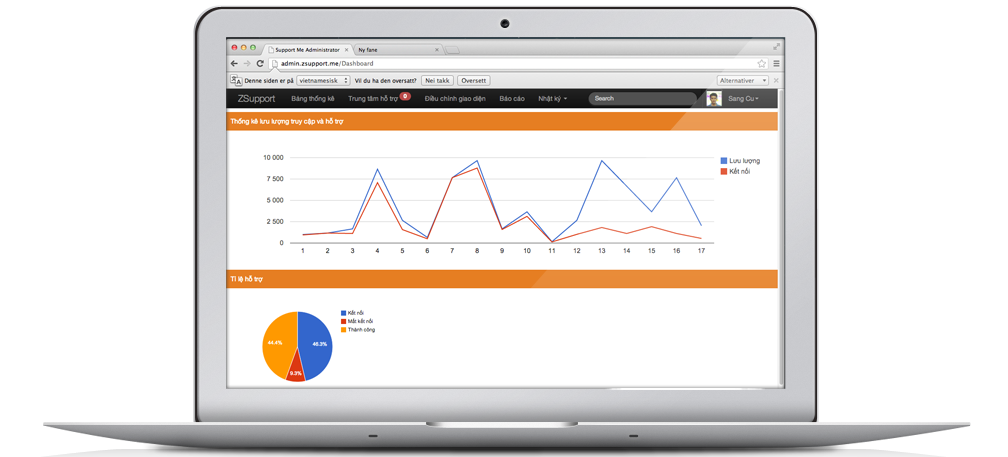 Support Me Administrator Ny fane
admin.zsupport.me/Dashboard
Denne siden er på vietnamesisk Vil du ha den oversatt? Nei takk Oversett Alternativer
ZSupport Bảng thống kê Trung tâm hỗ trợ 0 Điều chỉnh giao diện Báo cáo Nhật ký Search Sang Cu
Thống kê lưu lượng truy cập và hỗ trợ
10 000
7 500
5 000
2 500
0
1 2 3 4 5 6 7 8 9 10 11 12 13 14 15 16 17
Lưu lượng
Kết nối
Tỉ lệ hỗ trợ
Kết nối
Mất kết nối
Thành công
44.4%
46.3%
9.3%